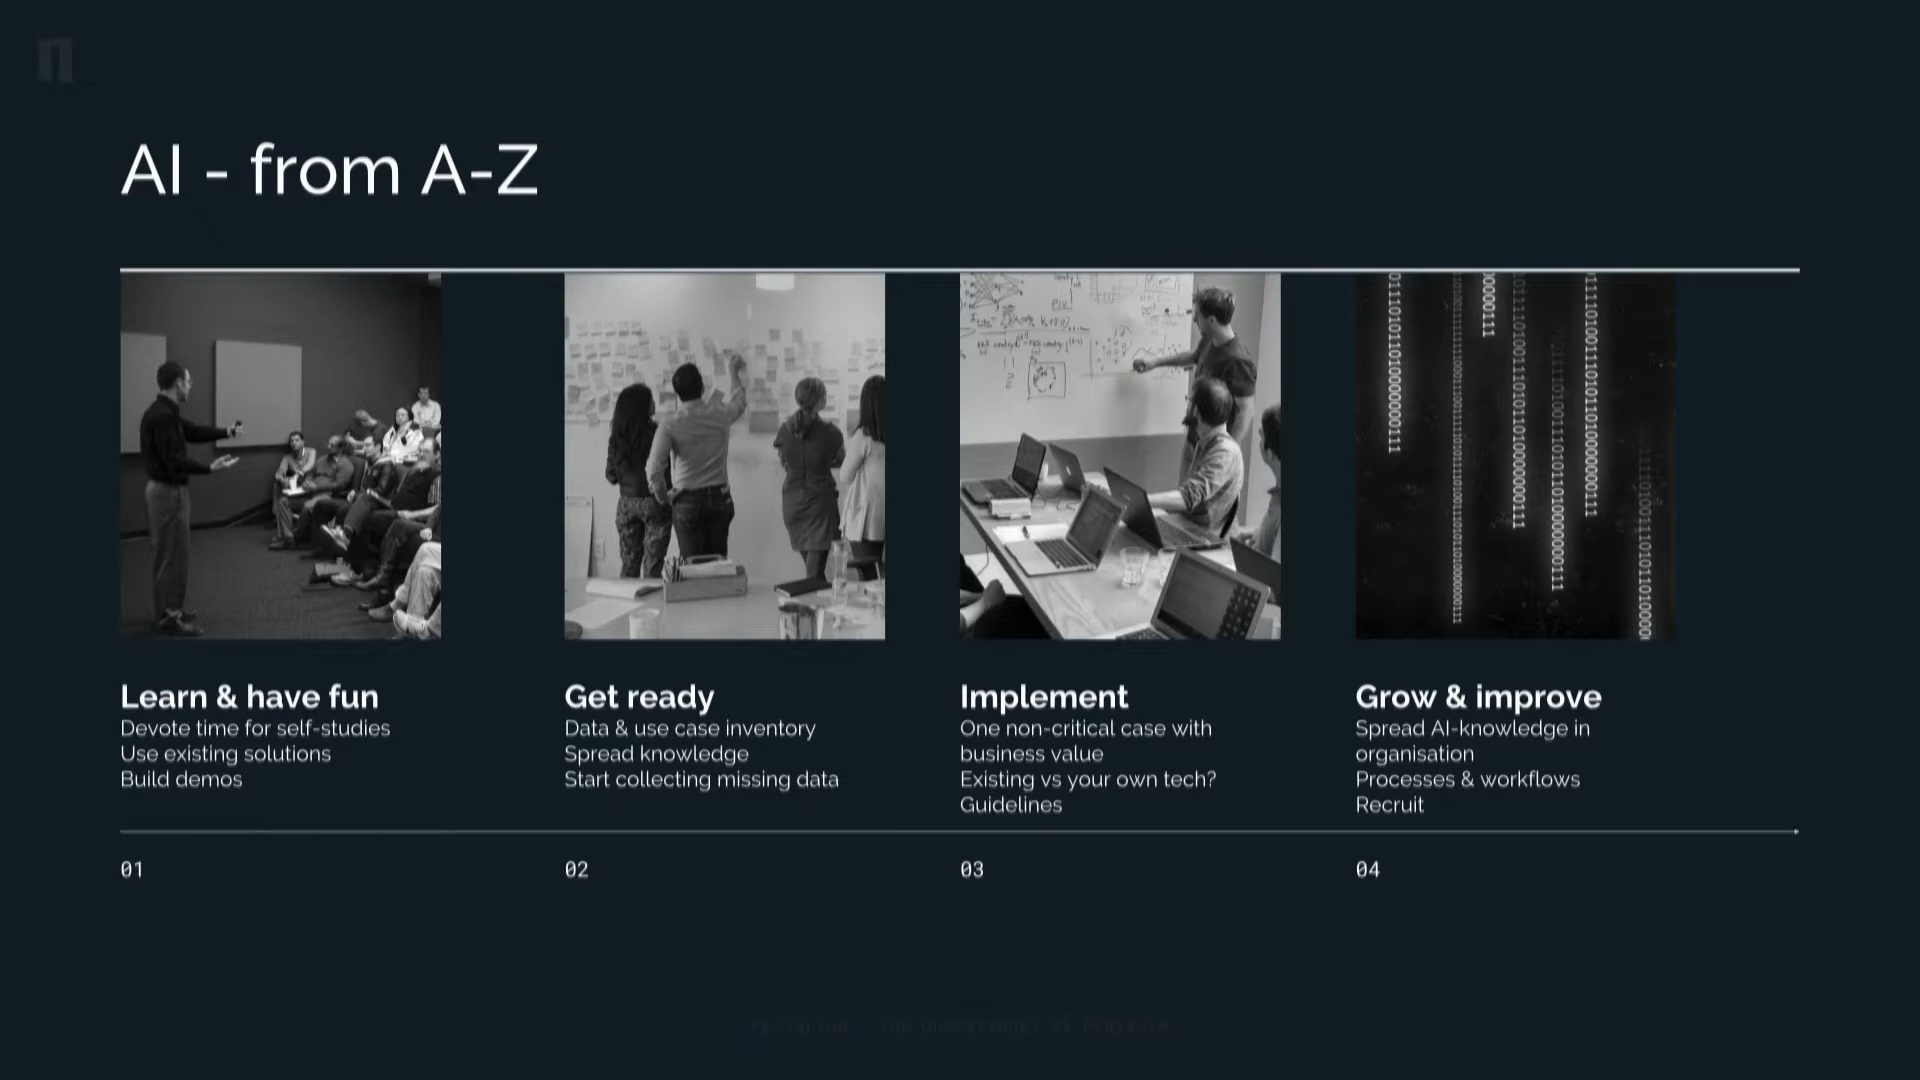 AI - from A-Z
Learn & have fun
Devote time for self-studies
Use existing solutions
Build demos
01
Get ready
Data & use case inventory
Spread knowledge
Start collecting missing data
02
Implement
One non-critical case with
business value
Existing vs your own tech?
Guidelines
03
Grow & improve
Spread AI-knowledge in
organisation
Processes & workflows
Recruit
04